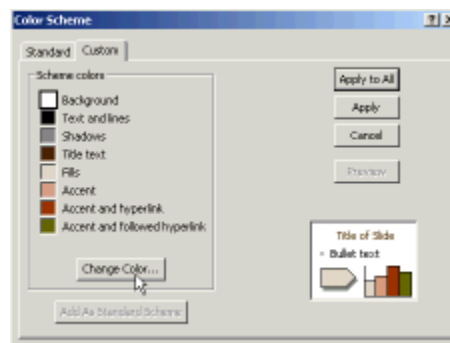 Color Scheme
Standard Custom
Scheme colors
Background
Text and lines
Shadows
Title text
Fills
Accent
Accent and hyperlink
Accent and followed hyperlink
Change Color...
Add As Standard Scheme
Apply to All
Apply
Cancel
Preview
Title of Slide
• Bullet text